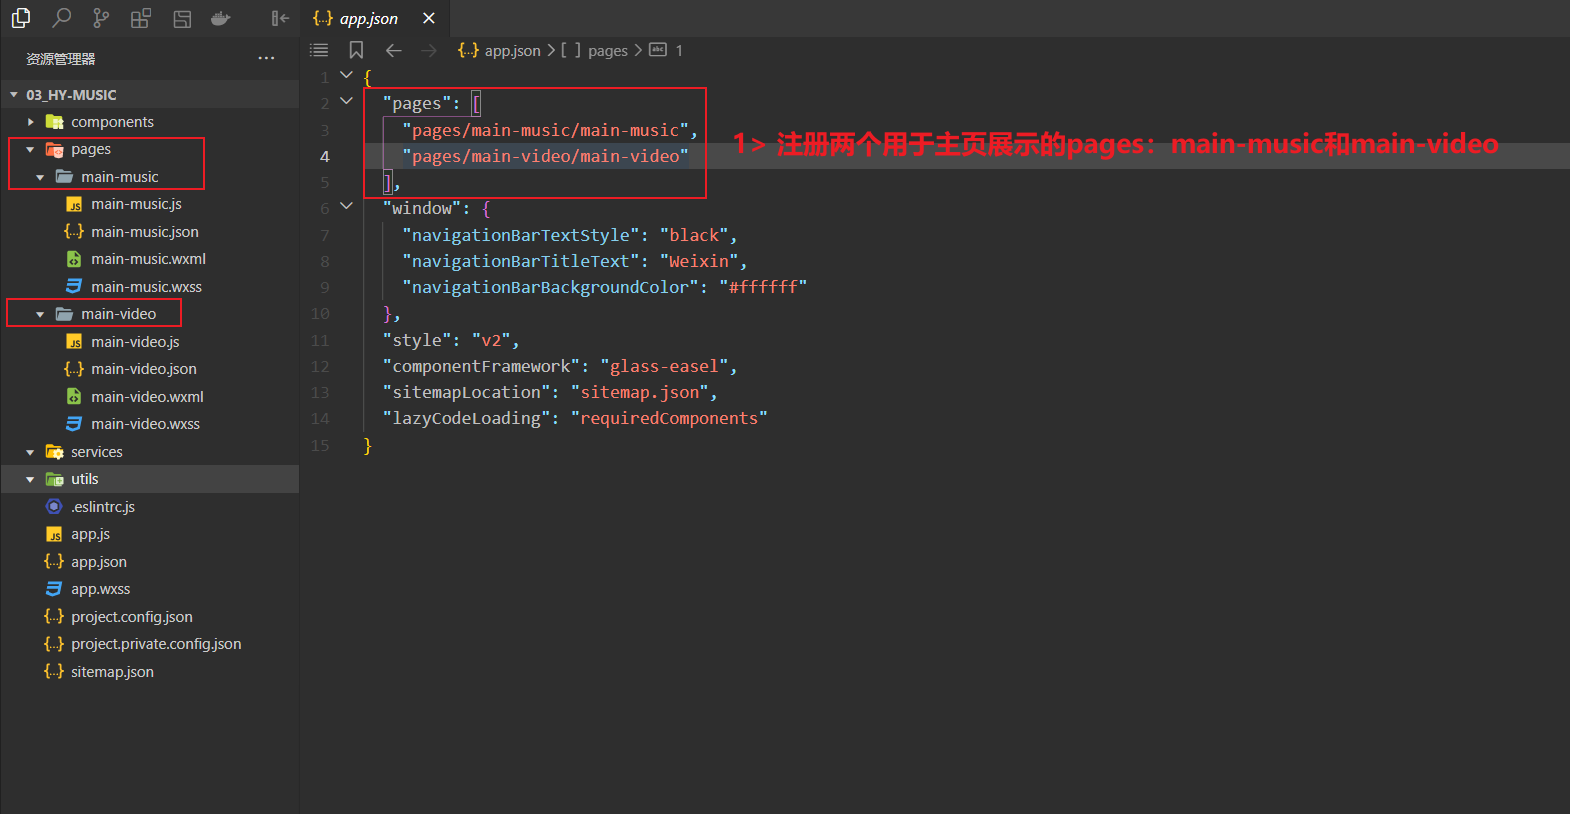 app.json
资源管理器
app.json > [ ] pages > abc 1
03_HY-MUSIC
components
pages
main-music
main-music.js
main-music.json
main-music.wxml
main-music.wxss
main-video
main-video.js
main-video.json
main-video.wxml
main-video.wxss
services
utils
.eslintrc.js
app.js
app.json
app.wxss
project.config.json
project.private.config.json
sitemap.json
1 {
2 "pages": [
3 "pages/main-music/main-music",
4 "pages/main-video/main-video"
5 ],
6 "window": {
7 "navigationBarTextStyle": "black",
8 "navigationBarTitleText": "Weixin",
9 "navigationBarBackgroundColor": "#ffffff"
10 },
11 "style": "v2",
12 "componentFramework": "glass-easel",
13 "sitemapLocation": "sitemap.json",
14 "lazyCodeLoading": "requiredComponents"
15 }
1> 注册两个用于主页展示的pages：main-music和main-video